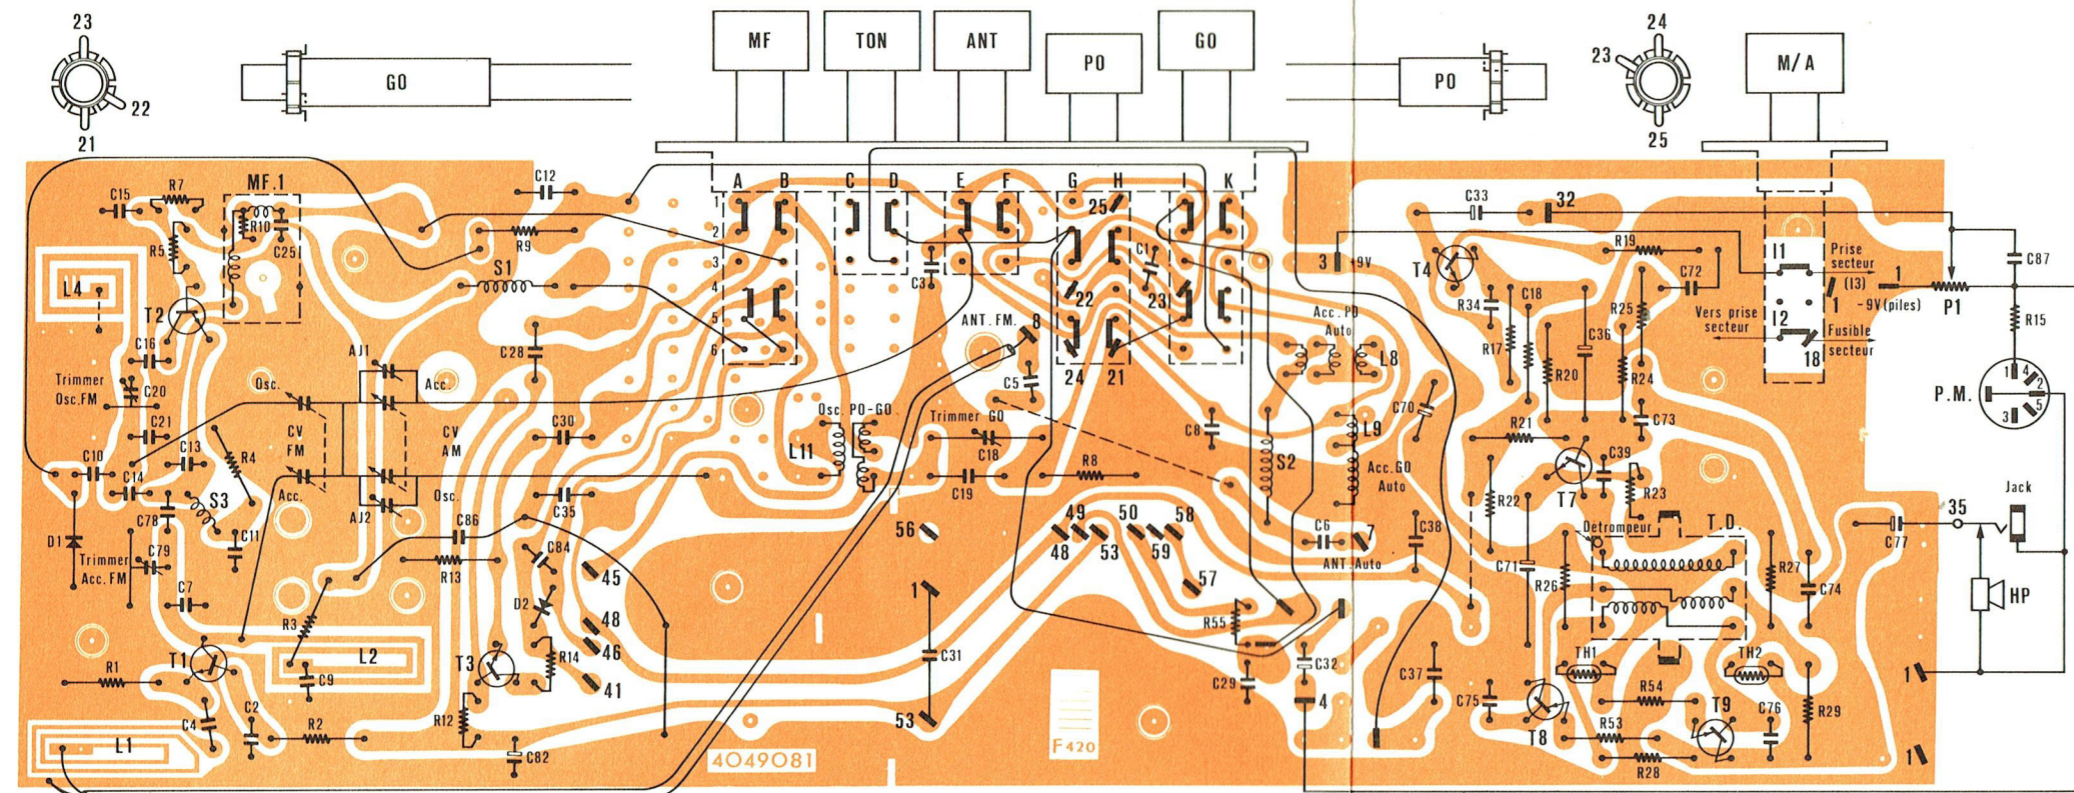 23
22
21
GO
MF
TON
ANT
PO
GO
PO
24
23
25
M/A
A
B
C
D
E
F
G
H
I
K
1
2
3
4
5
6
MF.1
C15
R7
R10
C25
R5
L4
T2
C16
Trimmer
Osc.FM
C20
C21
C13
C10
C14
R4
S3
C78
C11
D1
C79
Trimmer
Acc.FM
C7
R3
T1
R1
L2
C9
C4
C2
R2
L1
C12
R9
S1
C28
AJ1
Osc.
Acc.
CV
FM
CV
AM
Acc.
Osc.
AJ2
C30
C35
C86
R13
C84
D2
45
48
46
41
T3
R14
R12
C82
C3
ANT.FM.
8
C5
Osc. PO-GO
Trimmer GO
L11
C18
C19
R8
56
1
C31
53
4049081
F420
25
C1
22
23
24
21
C8
S2
49
48
53
50
59
58
57
R55
C29
C32
4
C6
7
ANT.Auto
3
+9V
Acc.PO
Auto
L8
L9
Acc.GO
Auto
C70
C38
C37
C33
32
T4
R34
C18
R17
R20
C36
R19
R25
C72
R24
C73
R21
T7
C39
R23
R22
Détrompeur
T.D.
C71
R26
R27
C74
TH1
TH2
C75
T8
R54
R53
R28
T9
C76
R29
I1
I2
Prise
secteur
(I3)
1
1
-9V(piles)
Vers prise
secteur
Fusible
secteur
18
P1
C87
R15
P.M.
1
4
2
3
5
C77
35
Jack
HP
1
1